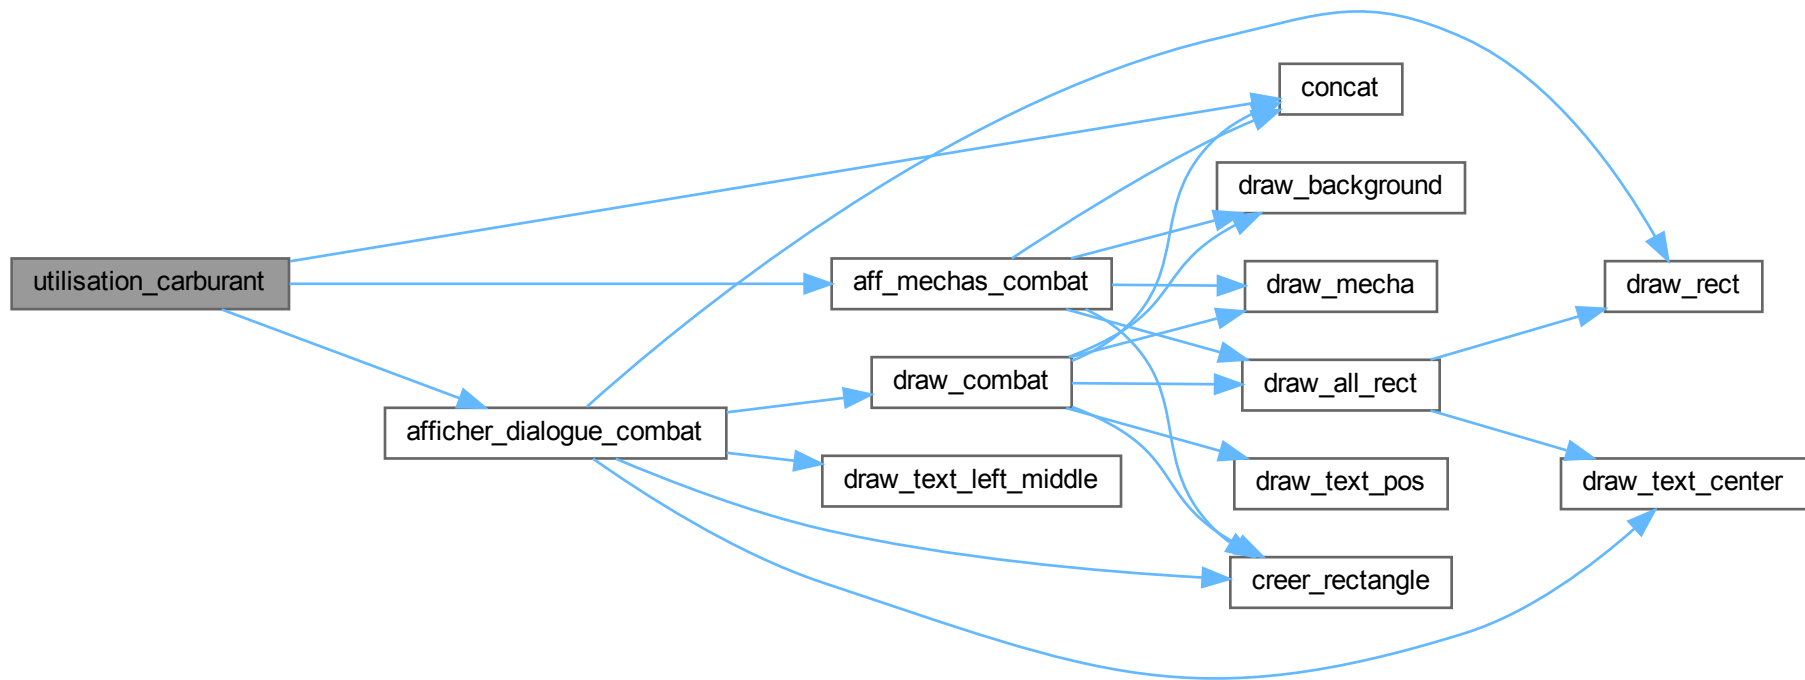 utilisation_carburant
afficher_dialogue_combat
aff_mechas_combat
draw_combat
draw_text_left_middle
concat
draw_background
draw_mecha
draw_all_rect
draw_text_pos
creer_rectangle
draw_rect
draw_text_center